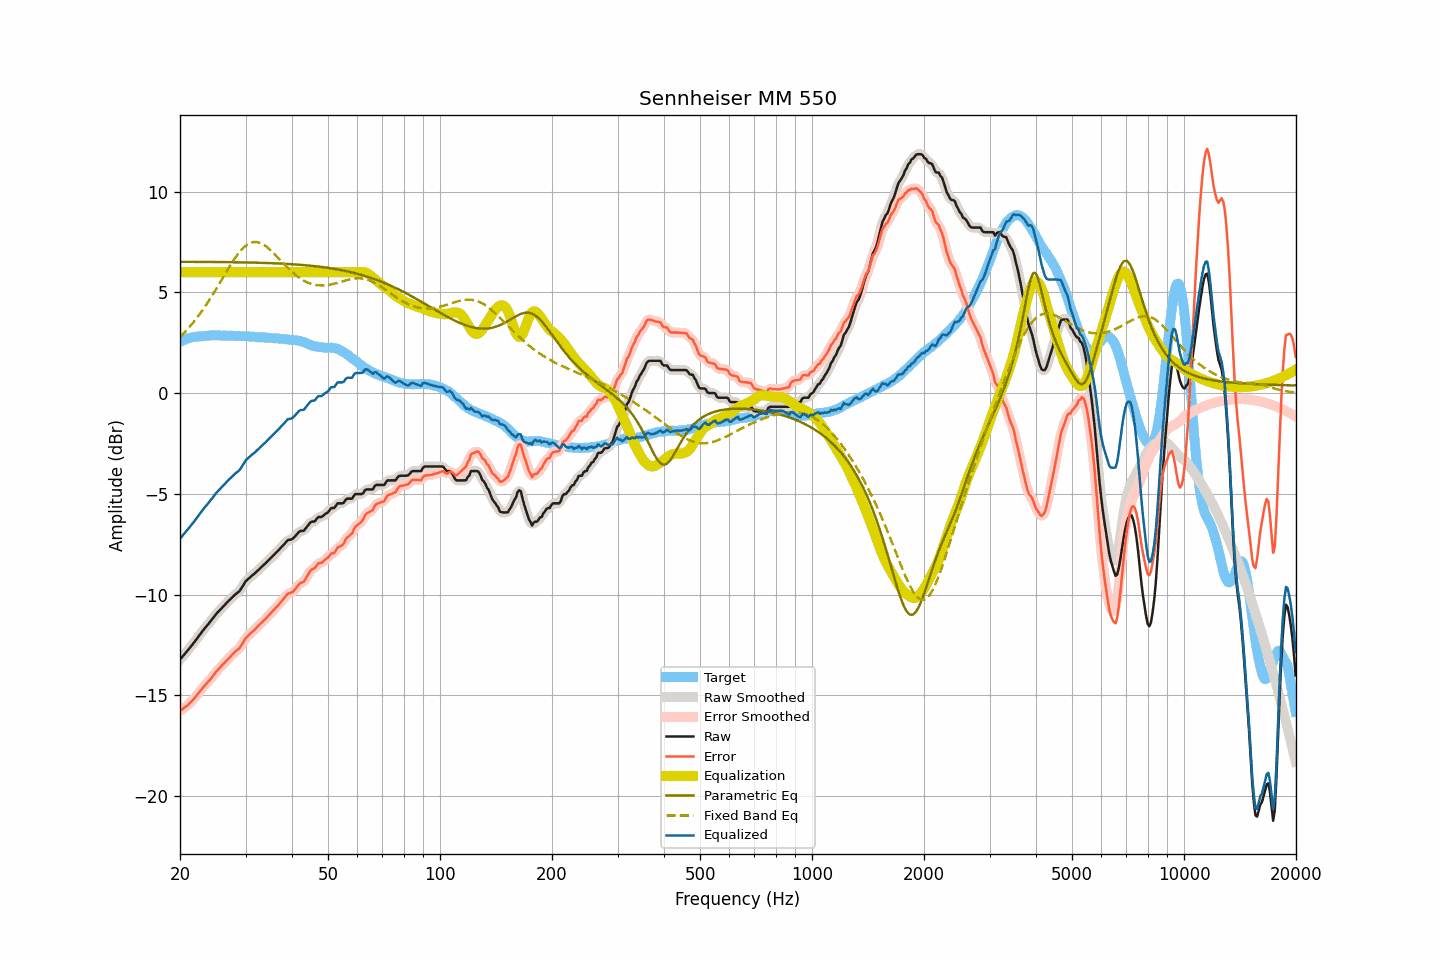 Sennheiser MM 550
Amplitude (dBr)
10
5
0
−5
−10
−15
−20
Target
Raw Smoothed
Error Smoothed
Raw
Error
Equalization
Parametric Eq
Fixed Band Eq
Equalized
20 50 100 200 500 1000 2000 5000 10000 20000
Frequency (Hz)